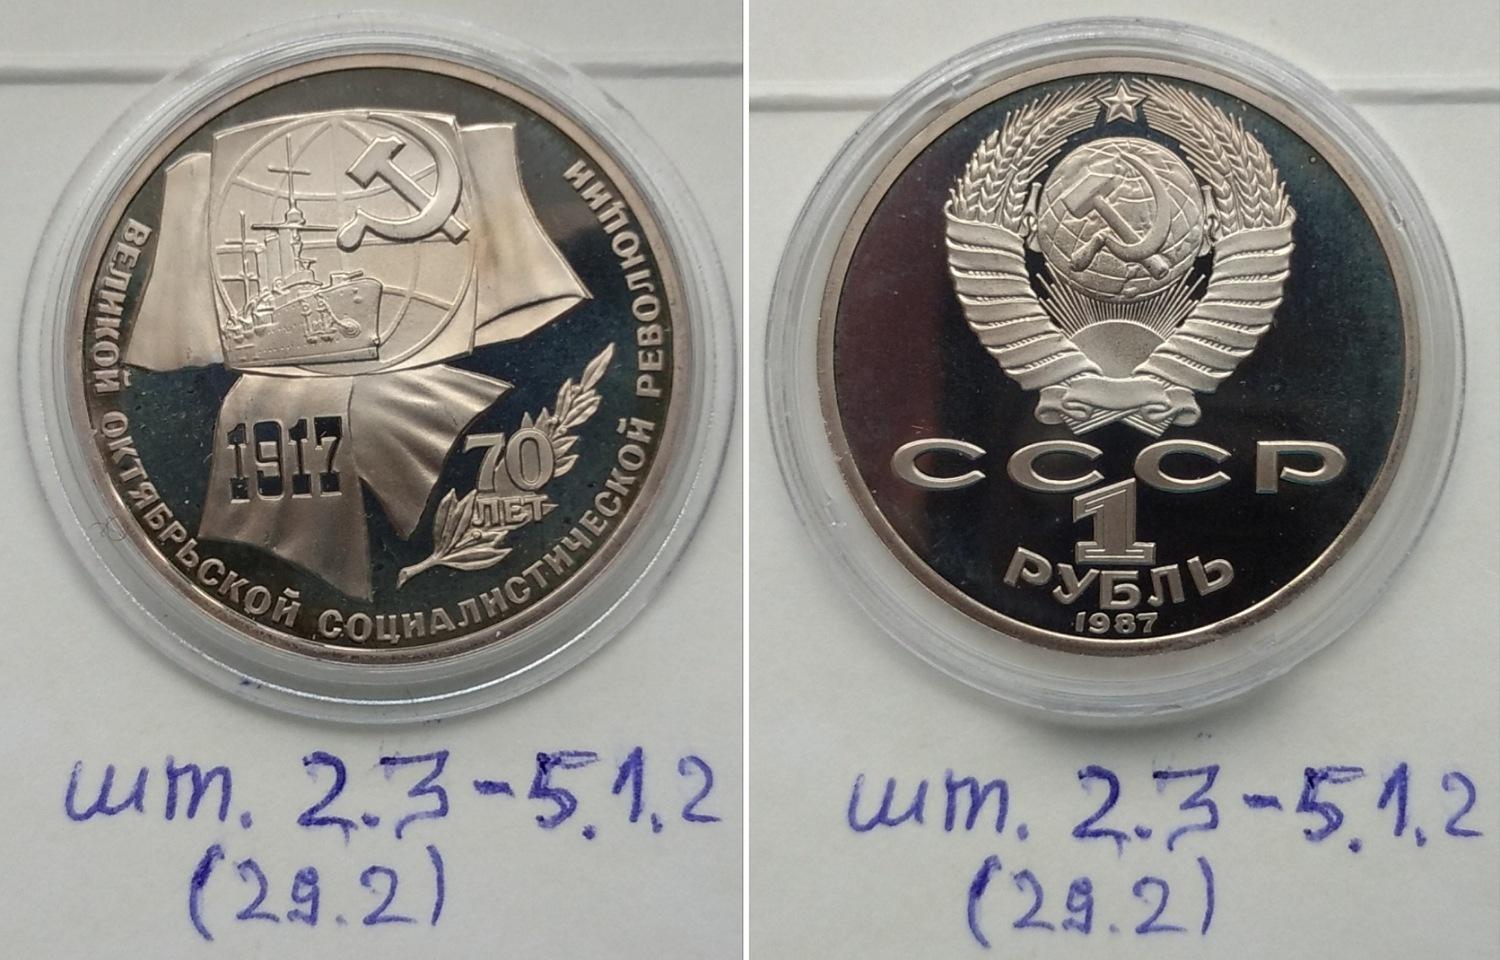 ВЕЛИКОЙ ОКТЯБРЬСКОЙ СОЦИАЛИСТИЧЕСКОЙ РЕВОЛЮЦИИ
1917
70
ЛЕТ
шт. 2.3-5.1.2
(29.2)
СССР
1
РУБЛЬ
1987
шт. 2.3-5.1.2
(29.2)